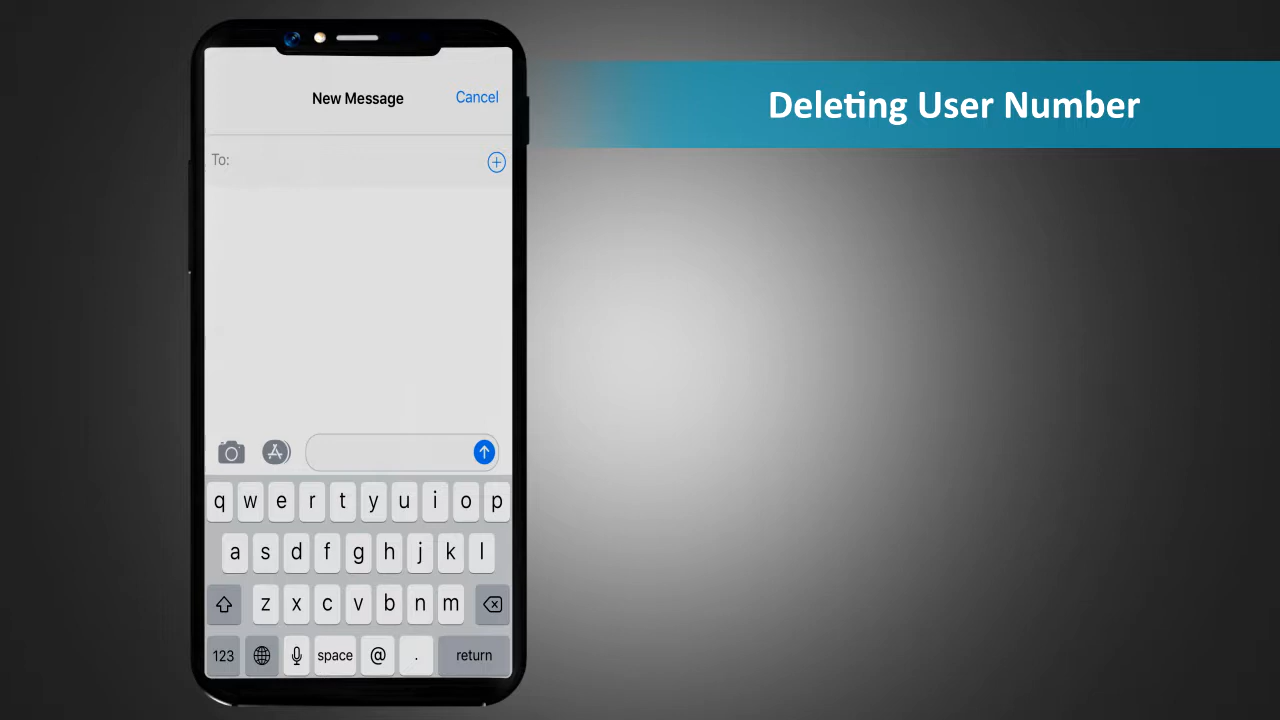 New Message
Cancel
Deleting User Number
To:
q w e r t y u i o p
a s d f g h j k l
z x c v b n m
123 space @ . return